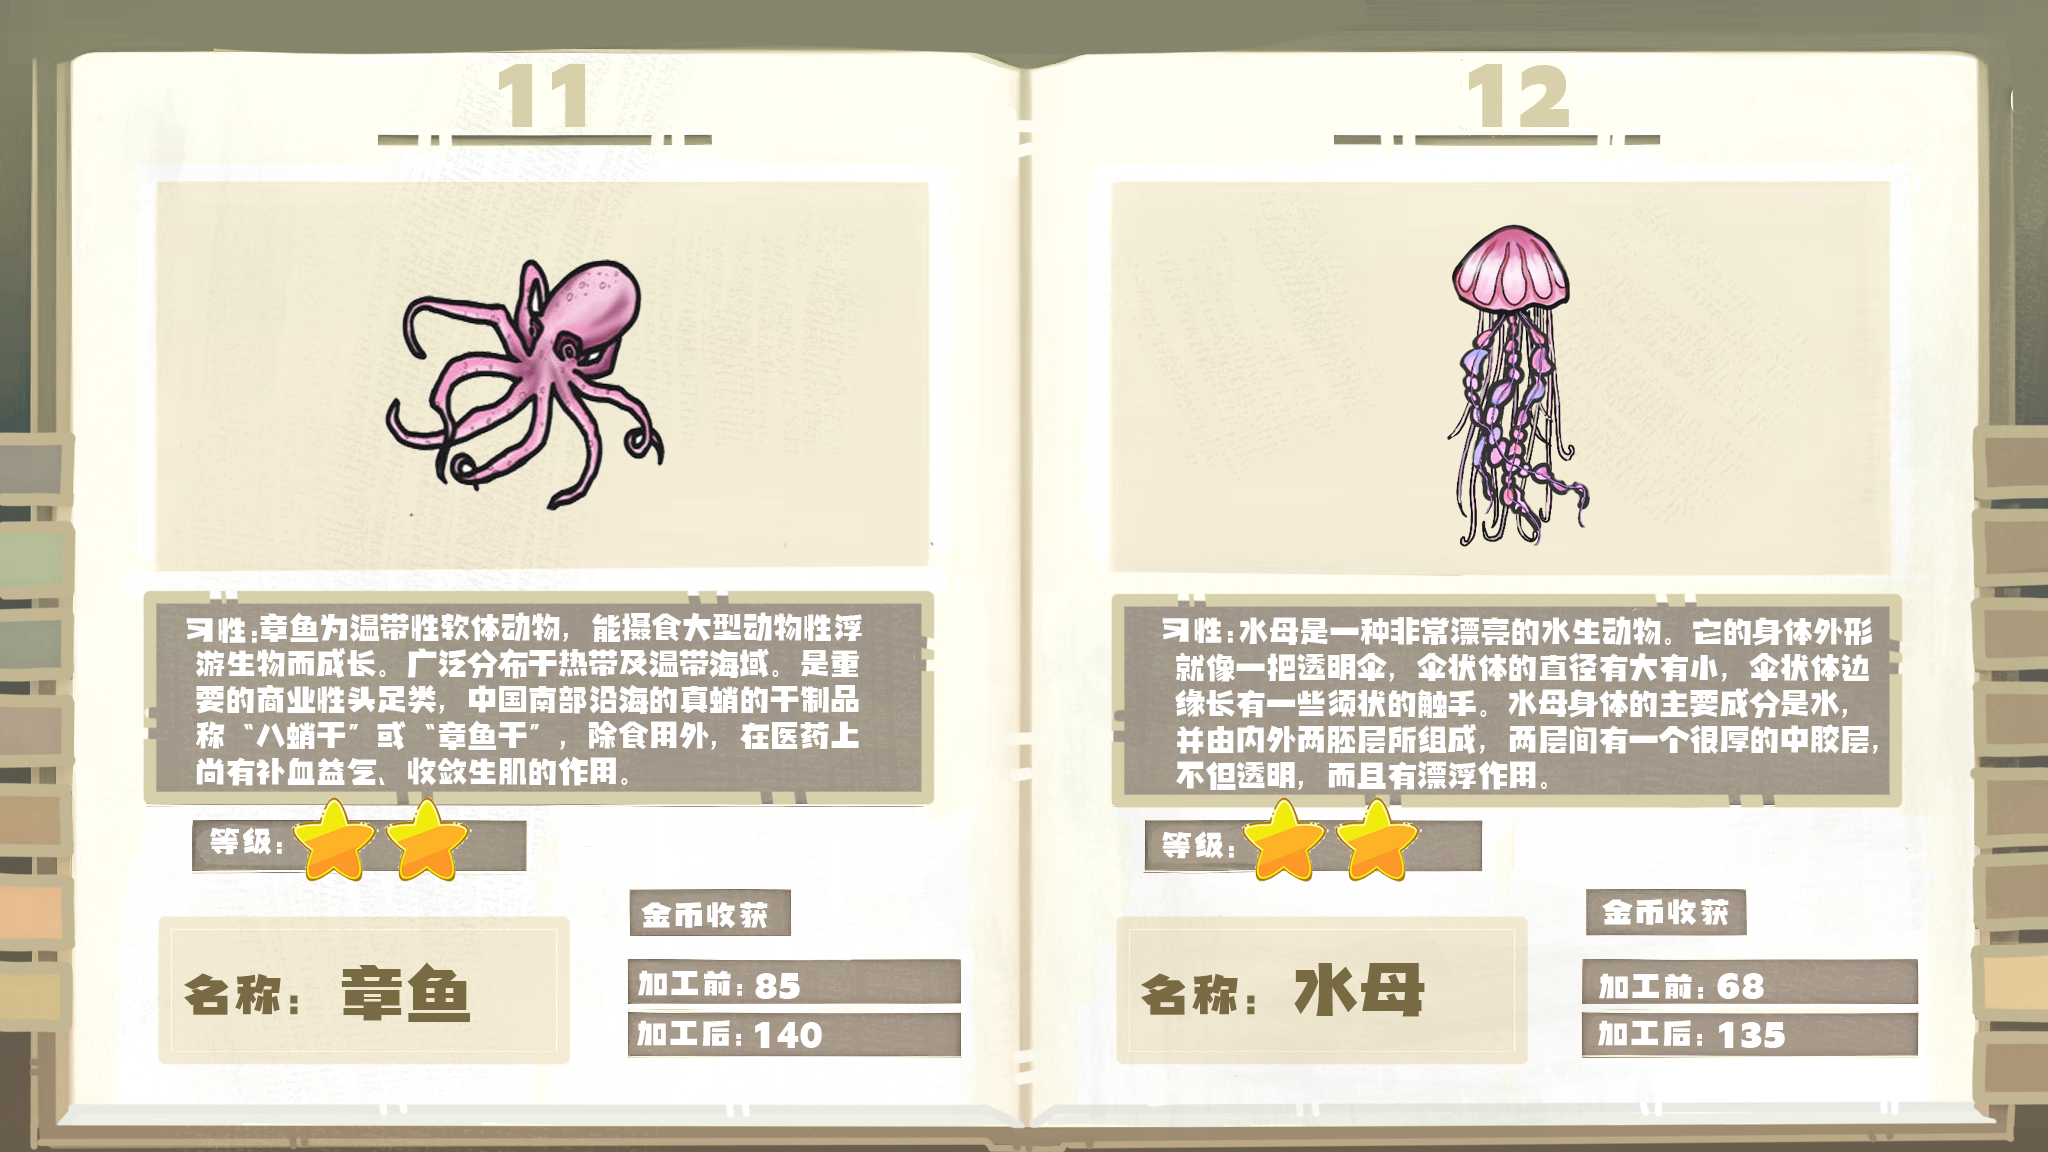 11
习性:章鱼为温带性软体动物，能摄食大型动物性浮
游生物而成长。广泛分布于热带及温带海域。是重
要的商业性头足类，中国南部沿海的真蛸的干制品
称“八蛸干”或“章鱼干”，除食用外，在医药上
尚有补血益气、收敛生肌的作用。
等级:
金币收获
名称: 章鱼
加工前: 85
加工后: 140
12
习性:水母是一种非常漂亮的水生动物。它的身体外形
就像一把透明伞，伞状体的直径有大有小，伞状体边
缘长有一些须状的触手。水母身体的主要成分是水，
并由内外两胚层所组成，两层间有一个很厚的中胶层，
不但透明，而且有漂浮作用。
等级:
金币收获
名称: 水母
加工前: 68
加工后: 135